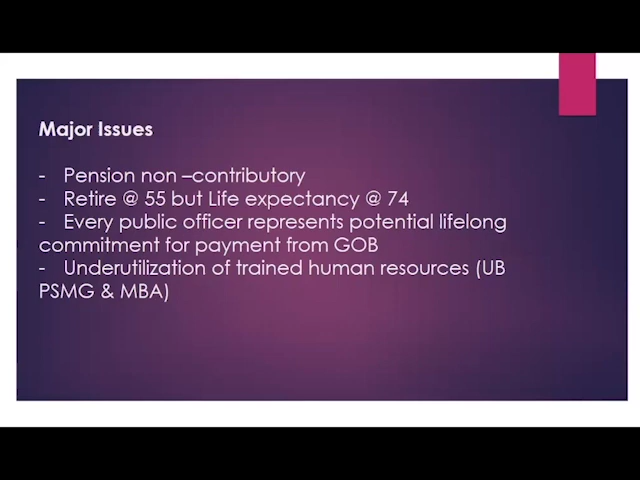 Major Issues
- Pension non –contributory
- Retire @ 55 but Life expectancy @ 74
- Every public officer represents potential lifelong
commitment for payment from GOB
- Underutilization of trained human resources (UB
PSMG & MBA)